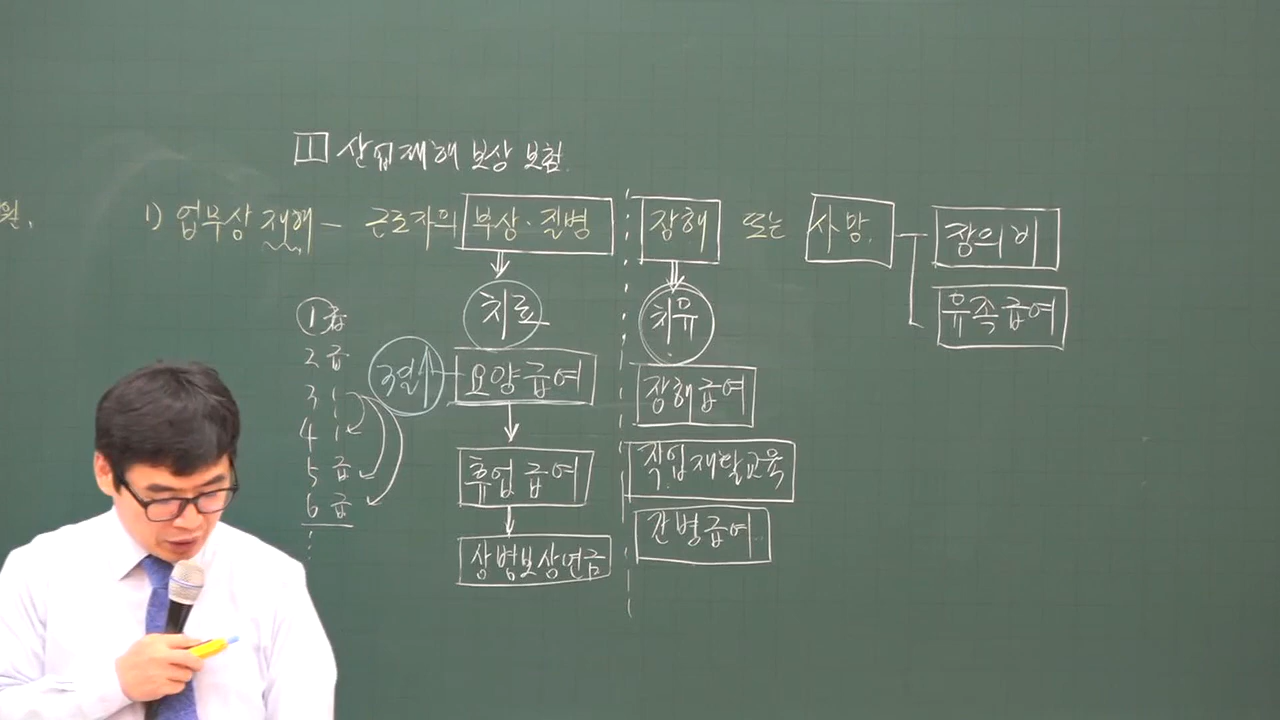 1 산업재해 보상 보험.
원.
1) 업무상 재해 - 근로자의 부상·질병 장해 또는 사망. 장의비
유족급여
치료 치유
1급
2급
3일↑ 요양급여 장해급여
3 〃
4 〃
5급
6급
휴업급여 직업재활교육
상병보상연금 간병급여